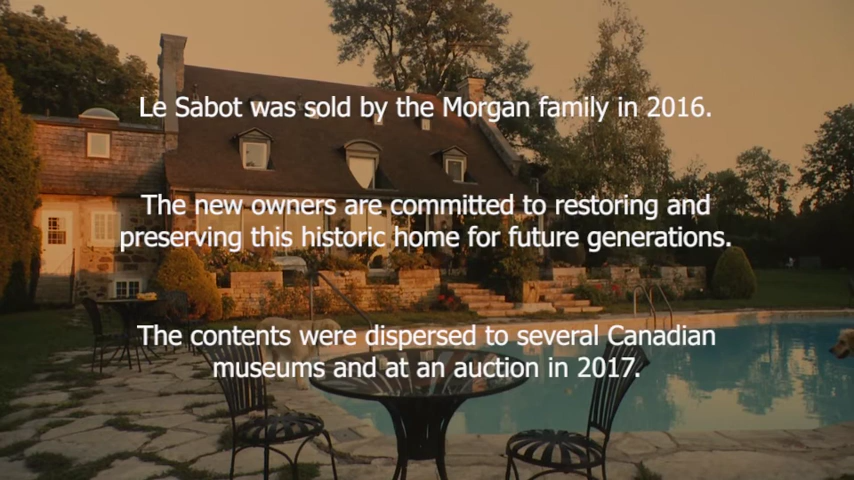 Le Sabot was sold by the Morgan family in 2016.
The new owners are committed to restoring and
preserving this historic home for future generations.
The contents were dispersed to several Canadian
museums and at an auction in 2017.